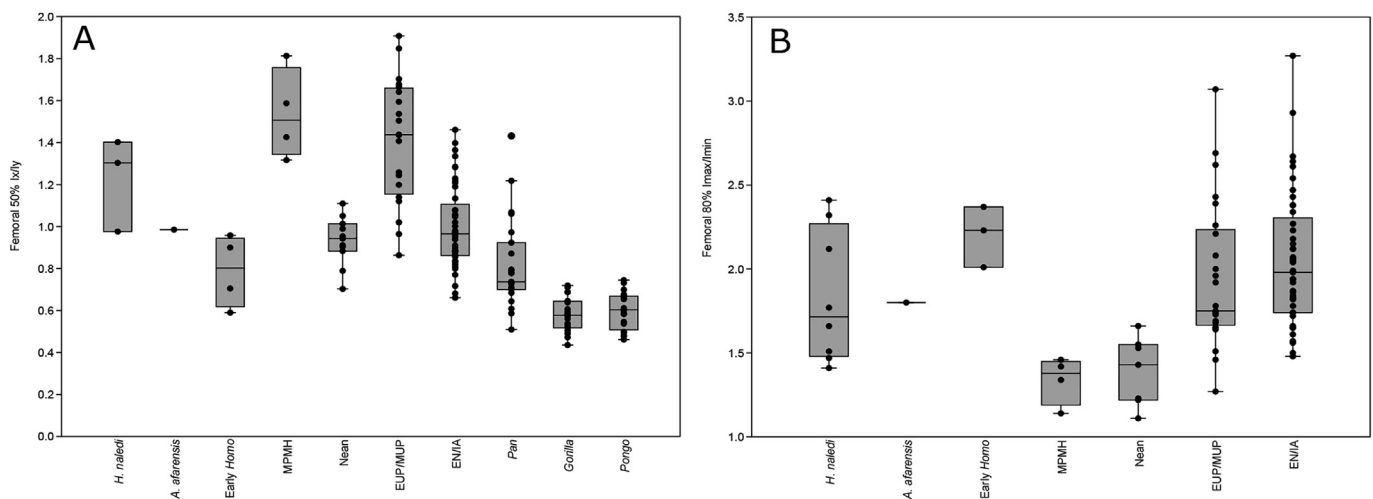 A
Femoral 50% Ix/Iy
2.0
1.8
1.6
1.4
1.2
1.0
0.8
0.6
0.4
0.2
0.0
H. naledi
A. afarensis
Early Homo
MPMH
Nean
EUP/MUP
EN/IA
Pan
Gorilla
Pongo
B
Femoral 80% Imax/Imin
3.5
3.0
2.5
2.0
1.5
1.0
H. naledi
A. afarensis
Early Homo
MPMH
Nean
EUP/MUP
EN/IA